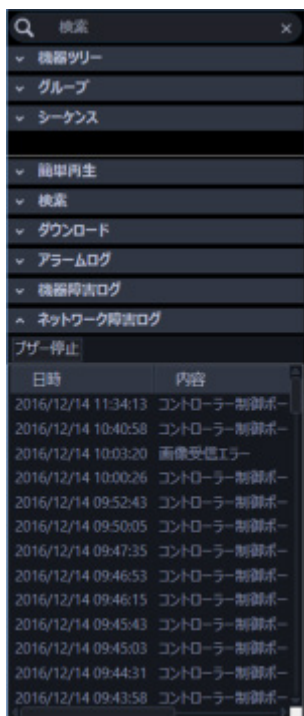 検索
機器ツリー
グループ
シーケンス
簡単再生
検索
ダウンロード
アラームログ
機器障害ログ
ネットワーク障害ログ
ブザー停止
日時 内容
2016/12/14 11:34:13 コントローラー制御ポー
2016/12/14 10:40:58 コントローラー制御ポー
2016/12/14 10:03:20 画像受信エラー
2016/12/14 10:00:26 コントローラー制御ポー
2016/12/14 09:52:43 コントローラー制御ポー
2016/12/14 09:50:05 コントローラー制御ポー
2016/12/14 09:47:35 コントローラー制御ポー
2016/12/14 09:46:53 コントローラー制御ポー
2016/12/14 09:46:15 コントローラー制御ポー
2016/12/14 09:45:43 コントローラー制御ポー
2016/12/14 09:45:03 コントローラー制御ポー
2016/12/14 09:44:31 コントローラー制御ポー
2016/12/14 09:43:58 コントローラー制御ポー